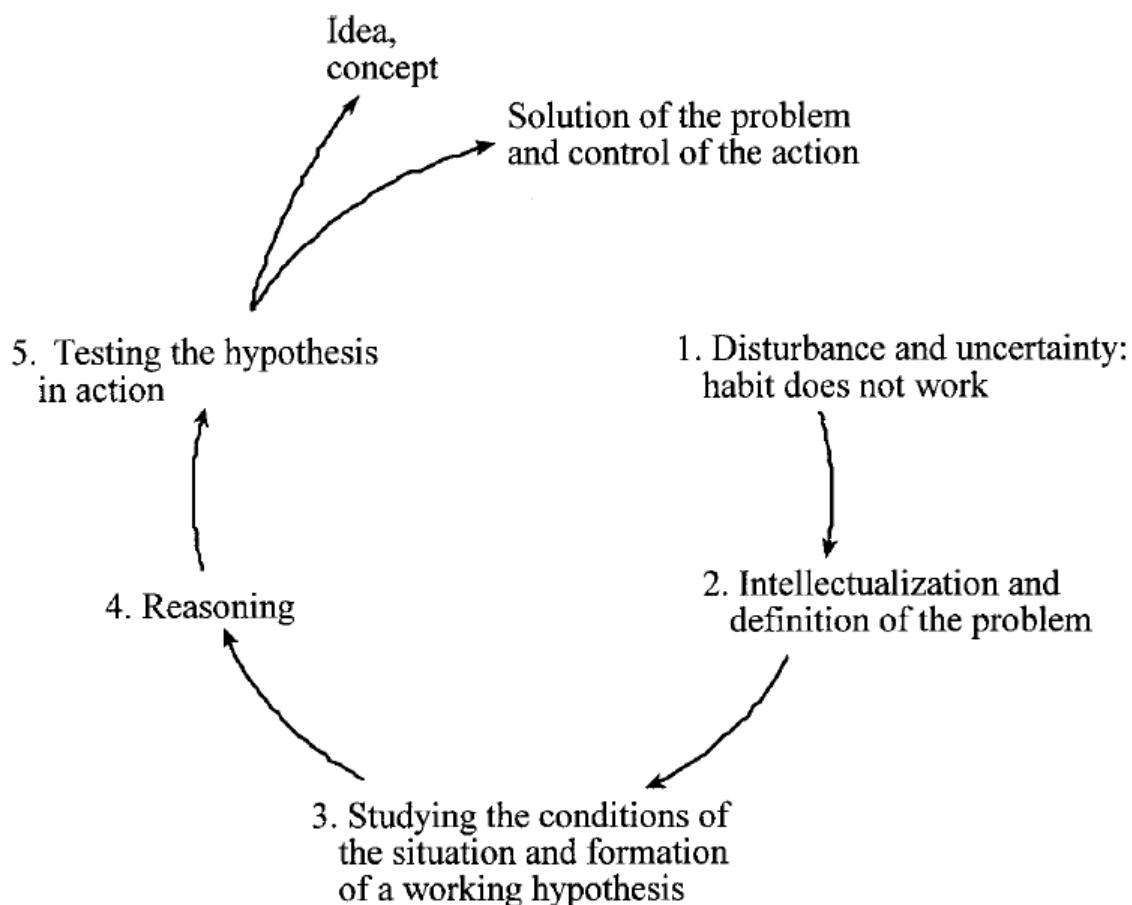 Idea,
concept
Solution of the problem
and control of the action
5. Testing the hypothesis
in action
1. Disturbance and uncertainty:
habit does not work
4. Reasoning
2. Intellectualization and
definition of the problem
3. Studying the conditions of
the situation and formation
of a working hypothesis